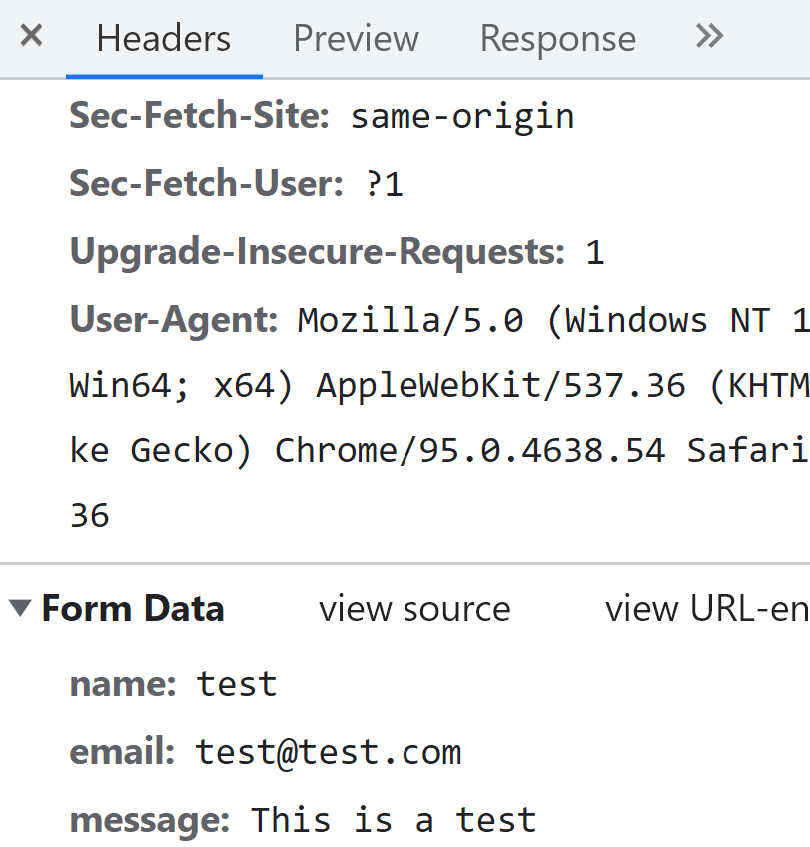 Headers Preview Response
Sec-Fetch-Site: same-origin
Sec-Fetch-User: ?1
Upgrade-Insecure-Requests: 1
User-Agent: Mozilla/5.0 (Windows NT 1
Win64; x64) AppleWebKit/537.36 (KHTM
ke Gecko) Chrome/95.0.4638.54 Safari
36
Form Data view source view URL-en
name: test
email: test@test.com
message: This is a test